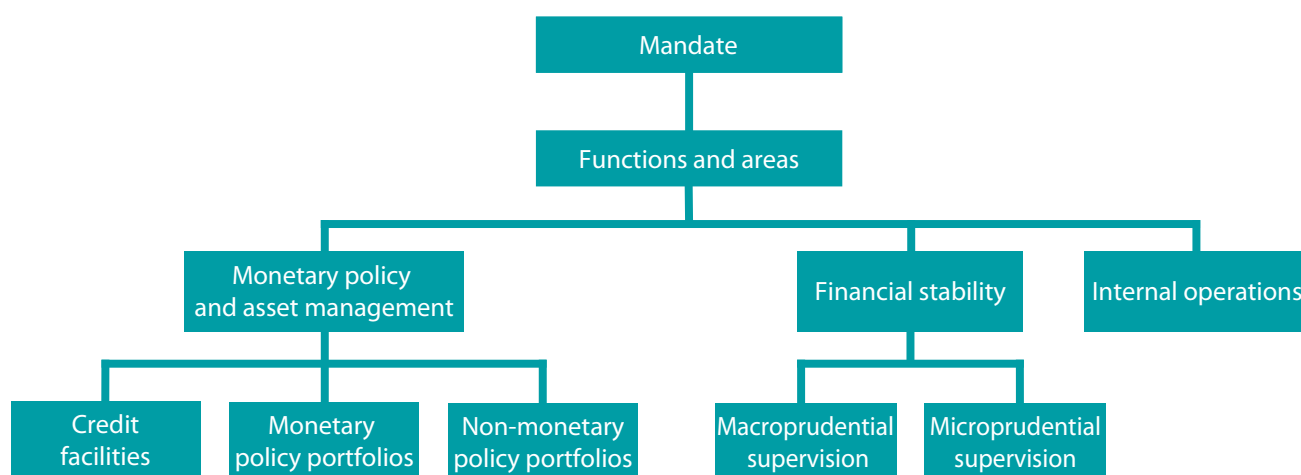 Mandate
Functions and areas
Monetary policy
and asset management
Financial stability
Internal operations
Credit
facilities
Monetary
policy portfolios
Non-monetary
policy portfolios
Macroprudential
supervision
Microprudential
supervision